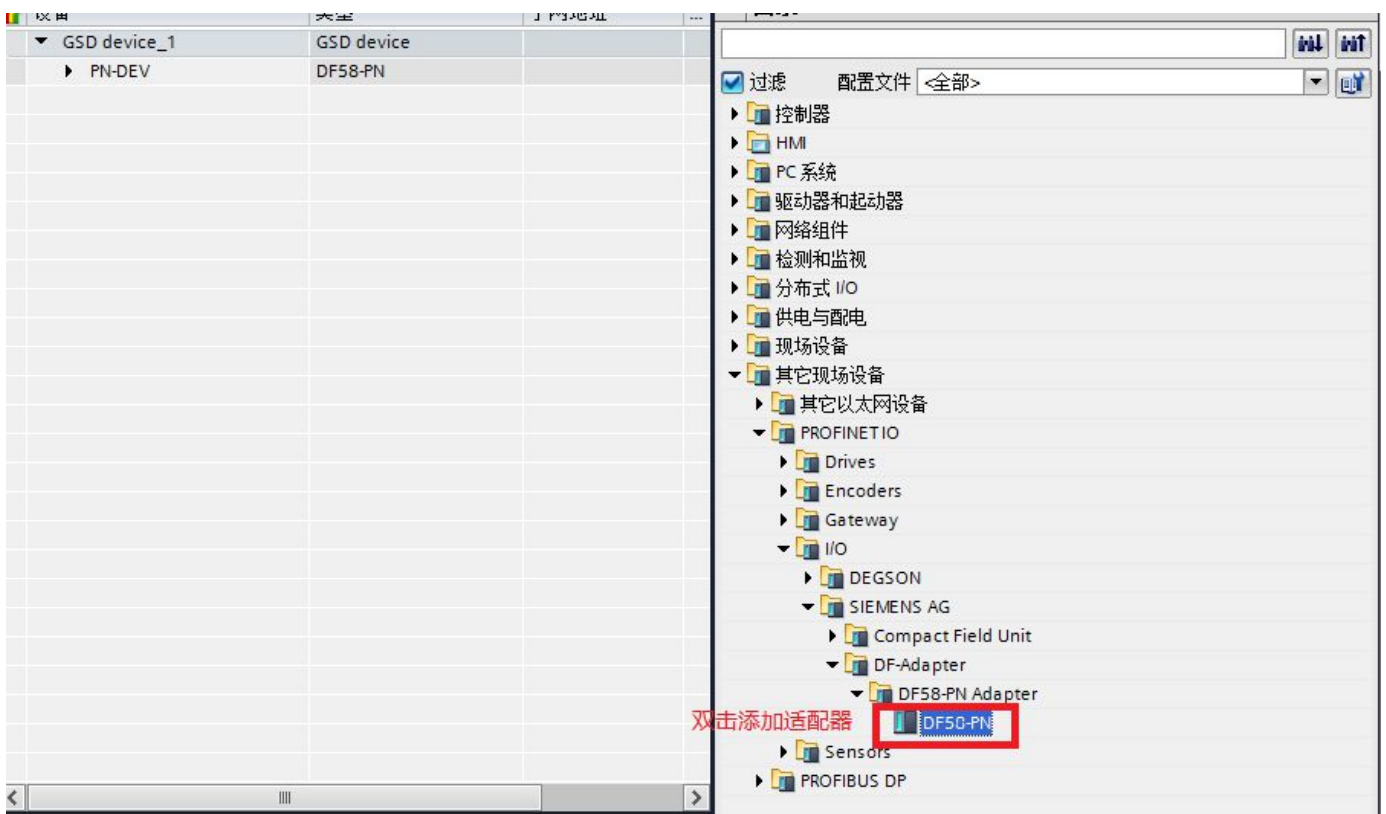 GSD device_1 GSD device
PN-DEV DF58-PN
过滤 配置文件 <全部>
控制器
HMI
PC 系统
驱动器和起动器
网络组件
检测和监视
分布式 I/O
供电与配电
现场设备
其它现场设备
其它以太网设备
PROFINET IO
Drives
Encoders
Gateway
I/O
DEGSON
SIEMENS AG
Compact Field Unit
DF-Adapter
DF58-PN Adapter
双击添加适配器 DF58-PN
Sensors
PROFIBUS DP